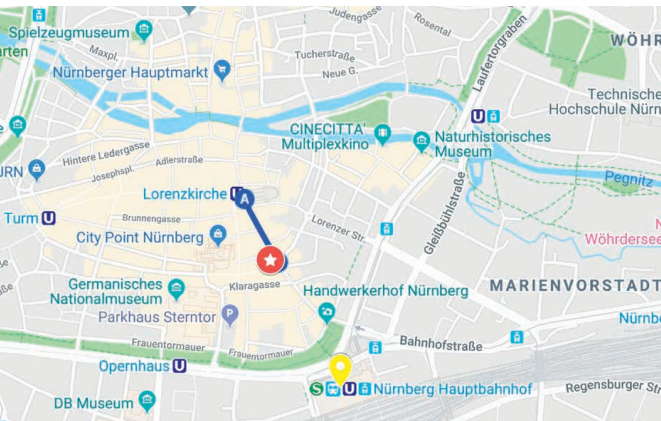 Judengasse
Rosental
Spielzeugmuseum
Maxpl.
Tucherstraße
Neue G.
Laufertorgraben
WÖHR
Nürnberger Hauptmarkt
Technische
Hochschule Nürn
CINECITTA'
Multiplexkino
Naturhistorisches
Museum
U
Hintere Ledergasse
Adlerstraße
Josephspl.
URN
Pegnitz
Lorenzkirche
A
Turm U
Brunnengasse
Lorenzer Str.
Gleißbühlstraße
City Point Nürnberg
Wöhrdersee
Germanisches
Nationalmuseum
Klaragasse
Handwerkerhof Nürnberg
MARIENVORSTADT
Parkhaus Sterntor
P
Nürnbe
Frauentormauer
Frauentormauer
Bahnhofstraße
Opernhaus U
S U Nürnberg Hauptbahnhof
Regensburger Str
DB Museum